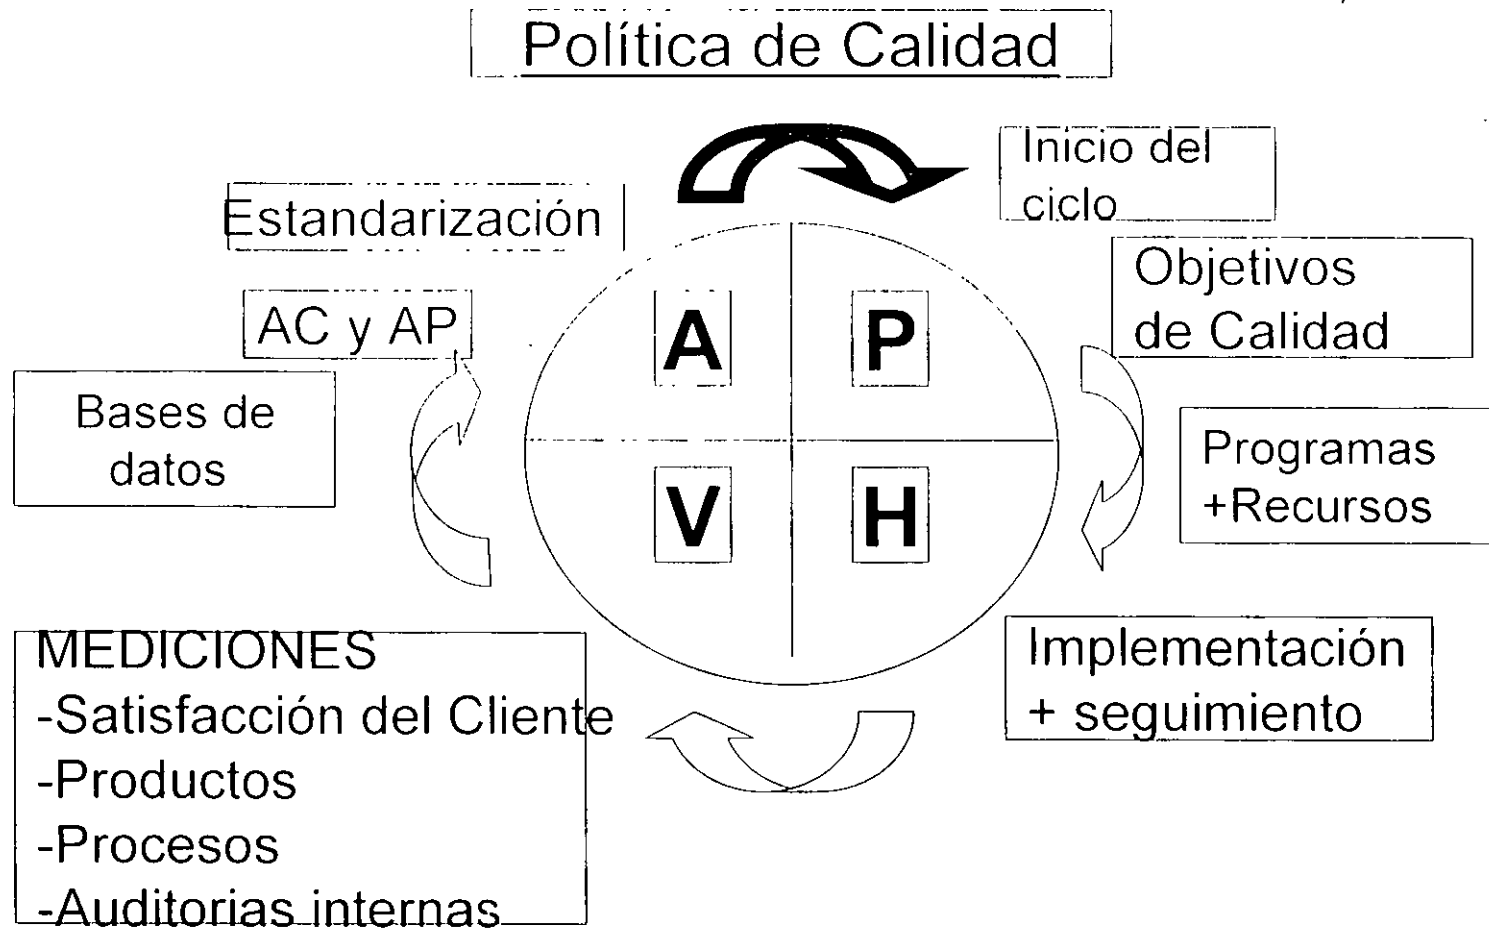 Política de Calidad
Inicio del
ciclo
Estandarización
Objetivos
de Calidad
AC y AP
A
P
Bases de
datos
Programas
+Recursos
V
H
MEDICIONES
-Satisfacción del Cliente
-Productos
-Procesos
-Auditorias internas
Implementación
+ seguimiento